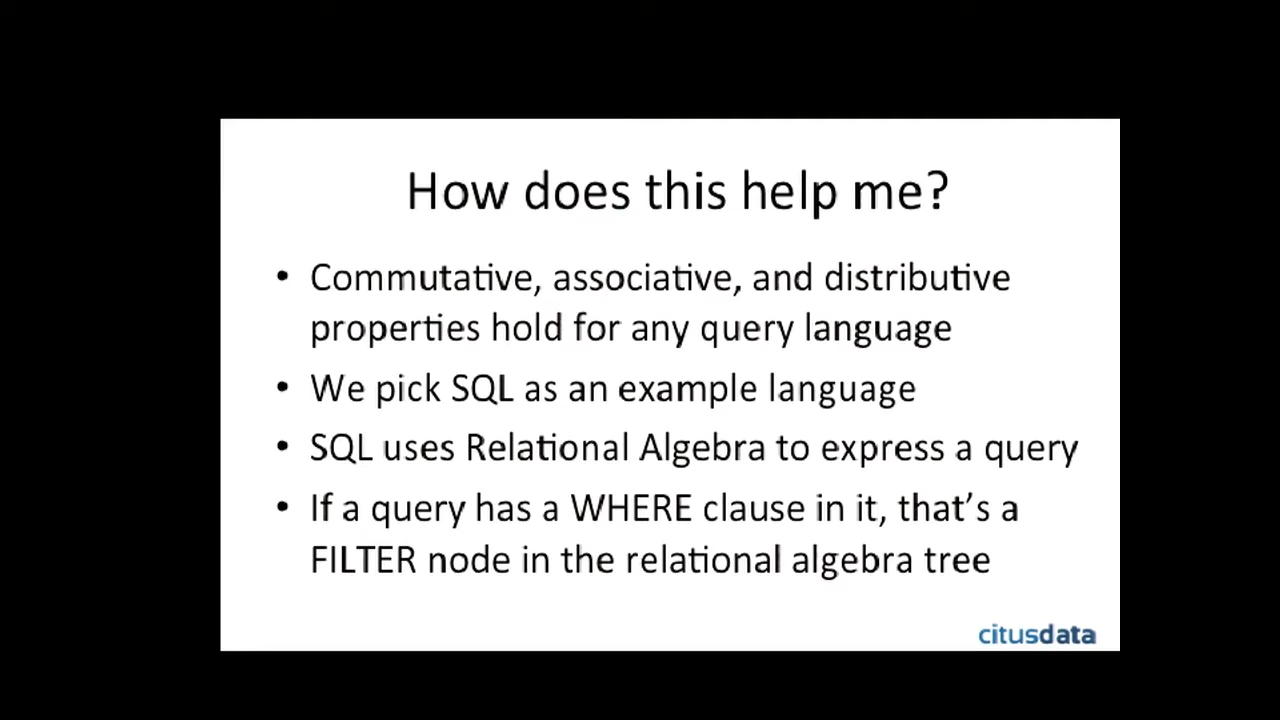 How does this help me?
• Commutative, associative, and distributive
properties hold for any query language
• We pick SQL as an example language
• SQL uses Relational Algebra to express a query
• If a query has a WHERE clause in it, that’s a
FILTER node in the relational algebra tree
citusdata